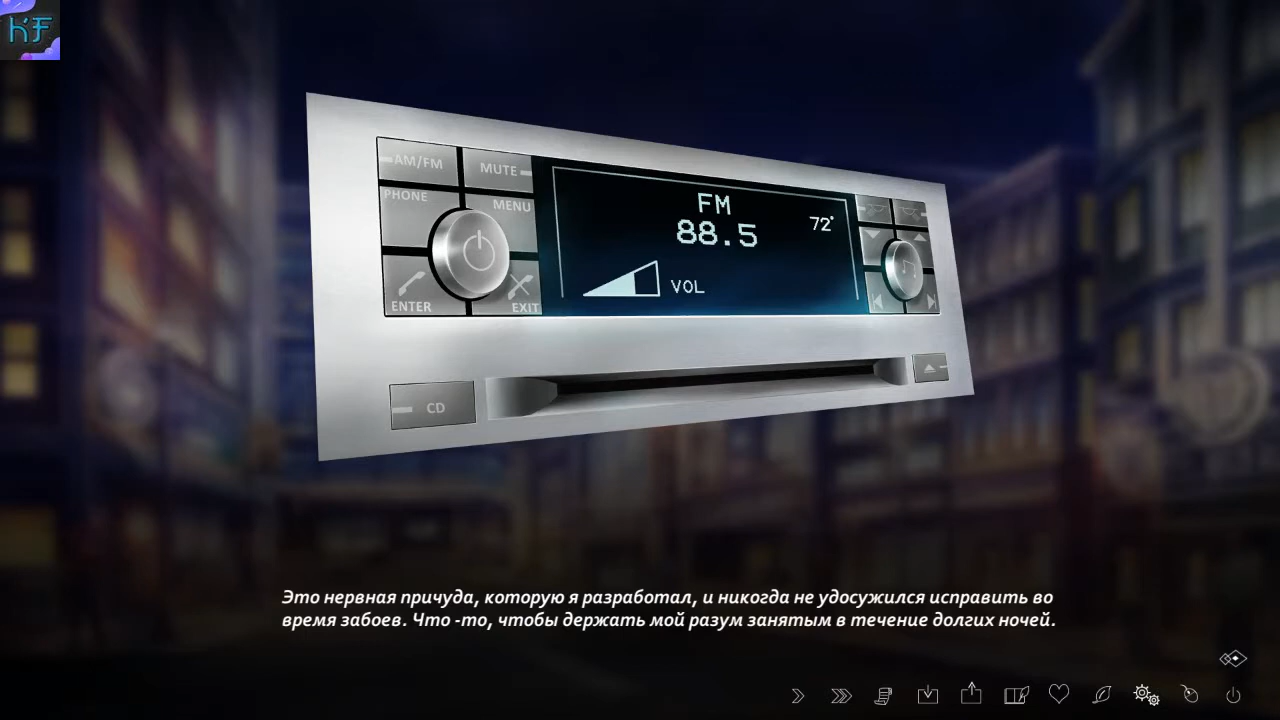 KF
AM/FM
MUTE
PHONE
MENU
FM
88.5
72°
VOL
ENTER
EXIT
CD
Это нервная причуда, которую я разработал, и никогда не удосужился исправить во
время забоев. Что -то, чтобы держать мой разум занятым в течение долгих ночей.